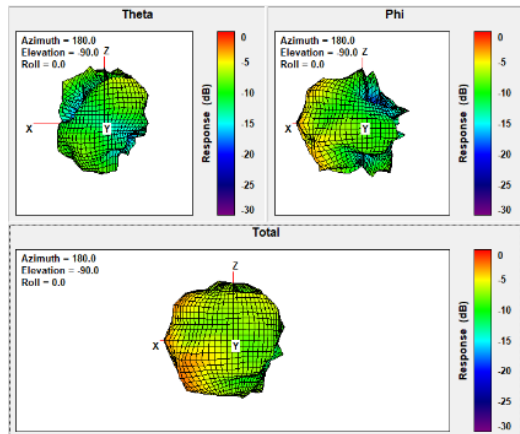 Theta
Azimuth = 180.0
Elevation = -90.0
Roll = 0.0
Z
X
Y
0
-5
-10
-15
-20
-25
-30
Response (dB)
Phi
Azimuth = 180.0
Elevation = -90.0
Roll = 0.0
Z
X
Y
0
-5
-10
-15
-20
-25
-30
Response (dB)
Total
Azimuth = 180.0
Elevation = -90.0
Roll = 0.0
Z
X
Y
0
-5
-10
-15
-20
-25
-30
Response (dB)